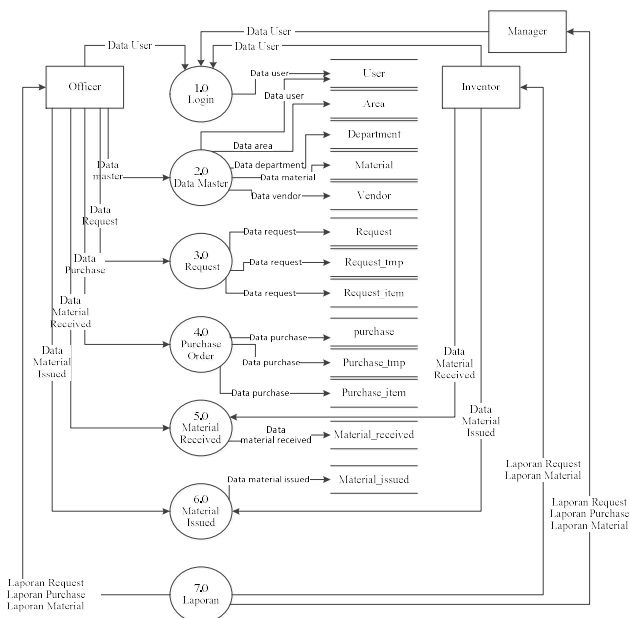 Data User
Manager
Data User
Data User
Officer
1.0
Login
Data user
User
Inventor
Data user
Area
Data area
Department
Data
master
2.0
Data Master
Data department
Data material
Material
Data vendor
Vendor
Data
Request
3.0
Request
Data request
Request
Data request
Request_tmp
Data request
Request_item
Data
Purchase
Data
Material
Received
4.0
Purchase
Order
Data purchase
purchase
Data purchase
Purchase_tmp
Data purchase
Purchase_item
Data
Material
Issued
Data
Material
Received
5.0
Material
Received
Data
material received
Material_received
Data
Material
Issued
Data material issued
Material_issued
6.0
Material
Issued
Laporan Request
Laporan Material
Laporan Request
Laporan Purchase
Laporan Material
Laporan Request
Laporan Purchase
Laporan Material
7.0
Laporan